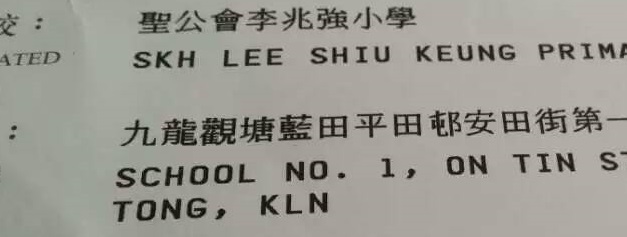 校：聖公會李兆強小學
ATED SKH LEE SHIU KEUNG PRIMA
：九龍觀塘藍田平田邨安田街第一
SCHOOL NO. 1, ON TIN ST
TONG, KLN